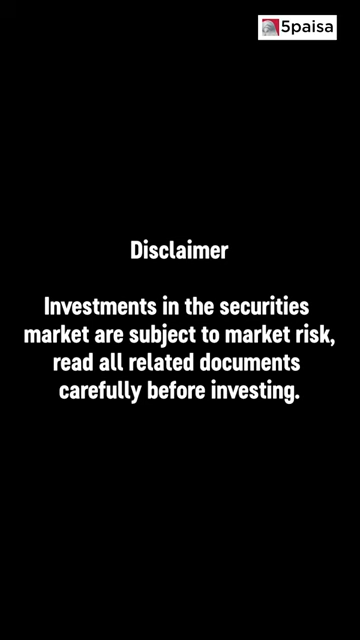 5paisa
Disclaimer
Investments in the securities
market are subject to market risk,
read all related documents
carefully before investing.